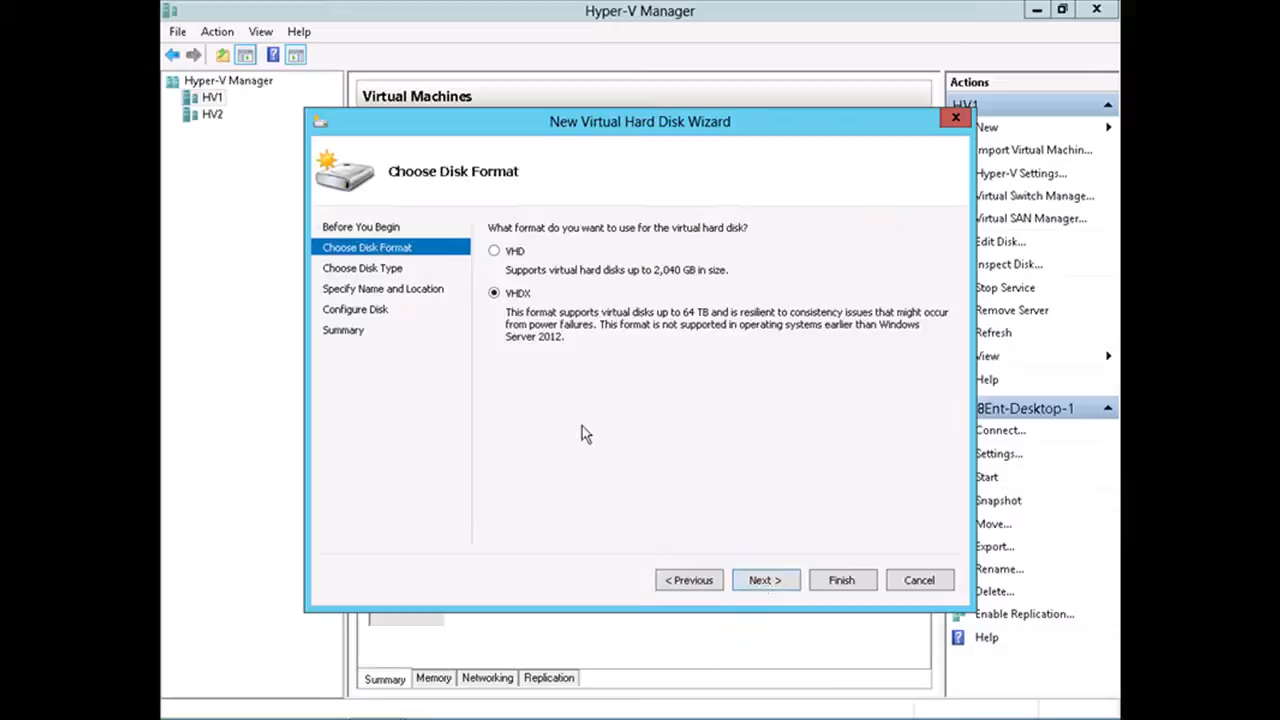 Hyper-V Manager
File Action View Help
Hyper-V Manager
HV1
HV2
Virtual Machines
New Virtual Hard Disk Wizard
Choose Disk Format
Before You Begin
Choose Disk Format
Choose Disk Type
Specify Name and Location
Configure Disk
Summary
What format do you want to use for the virtual hard disk?
VHD
Supports virtual hard disks up to 2,040 GB in size.
VHDX
This format supports virtual disks up to 64 TB and is resilient to consistency issues that might occur
from power failures. This format is not supported in operating systems earlier than Windows
Server 2012.
< Previous Next > Finish Cancel
Summary Memory Networking Replication
Actions
HV1
New
mport Virtual Machin...
Hyper-V Settings...
Virtual Switch Manage...
Virtual SAN Manager...
Edit Disk...
nspect Disk...
Stop Service
Remove Server
Refresh
View
Help
8Ent-Desktop-1
Connect...
Settings...
Start
Snapshot
Move...
Export...
Rename...
Delete...
Enable Replication...
Help